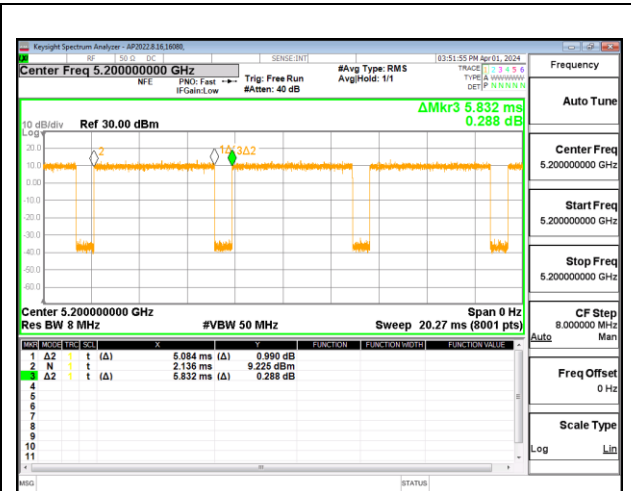 Keysight Spectrum Analyzer - AP2022.8.16,16080,
RF 50 Ω DC SENSE:INT 03:51:55 PM Apr 01, 2024
Center Freq 5.200000000 GHz #Avg Type: RMS TRACE 1 2 3 4 5 6
NFE PNO: Fast Trig: Free Run Avg|Hold: 1/1 TYPE A WWWWW
IFGain:Low #Atten: 40 dB DET P N N N N N
ΔMkr3 5.832 ms
0.288 dB
10 dB/div Ref 30.00 dBm
Log
20.0
10.0
0.00
-10.0
-20.0
-30.0
-40.0
-50.0
-60.0
2
1Δ
3Δ2
Center 5.200000000 GHz Span 0 Hz
Res BW 8 MHz #VBW 50 MHz Sweep 20.27 ms (8001 pts)
MKR MODE TRC SCL X Y FUNCTION FUNCTION WIDTH FUNCTION VALUE
1 Δ2 1 t (Δ) 5.084 ms (Δ) 0.990 dB
2 N 1 t 2.136 ms 9.225 dBm
3 Δ2 1 t (Δ) 5.832 ms (Δ) 0.288 dB
4
5
6
7
8
9
10
11
MSG STATUS
Frequency
Auto Tune
Center Freq
5.200000000 GHz
Start Freq
5.200000000 GHz
Stop Freq
5.200000000 GHz
CF Step
8.000000 MHz
Auto Man
Freq Offset
0 Hz
Scale Type
Log Lin